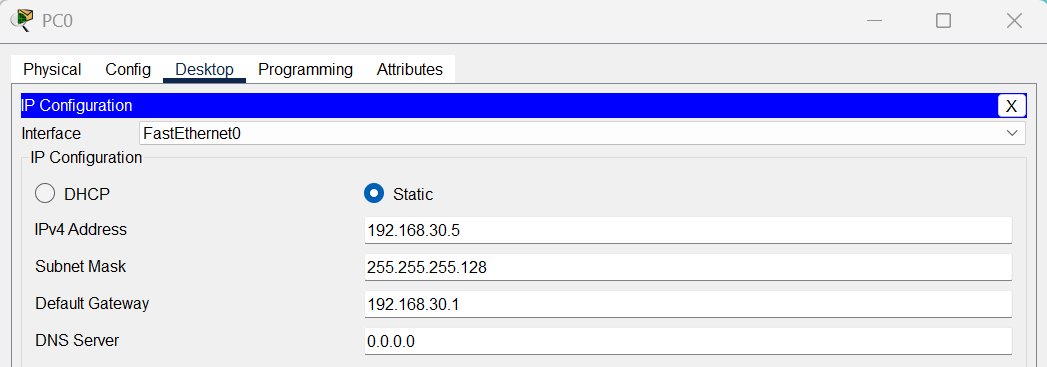 PC0
Physical Config Desktop Programming Attributes
IP Configuration X
Interface FastEthernet0
IP Configuration
DHCP Static
IPv4 Address 192.168.30.5
Subnet Mask 255.255.255.128
Default Gateway 192.168.30.1
DNS Server 0.0.0.0